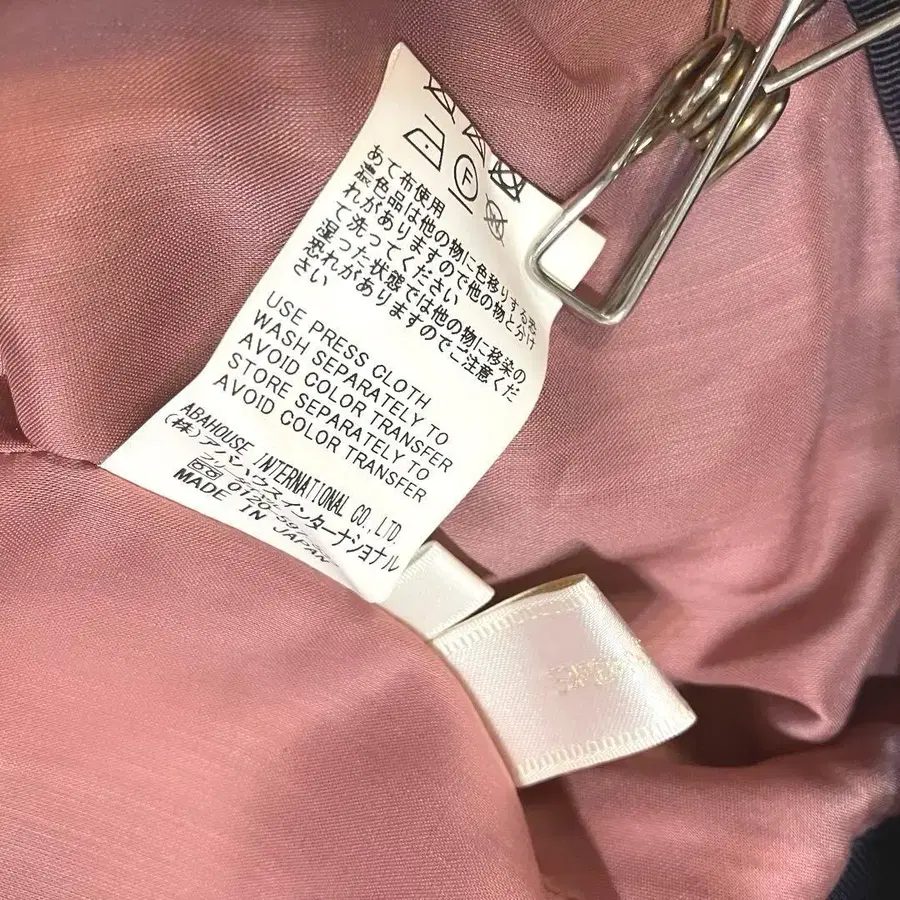 F
あて布使用
濃色品は他の物に色移りする恐
れがありますので他の物と分け
て洗ってください
湿った状態では他の物に移染の
恐れがありますのでご注意くだ
さい
USE PRESS CLOTH
WASH SEPARATELY TO
AVOID COLOR TRANSFER
STORE SEPARATELY TO
AVOID COLOR TRANSFER
ABAHOUSE INTERNATIONAL CO.,LTD.
(株)アバハウスインターナショナル
0120-59
MADE IN JAPAN